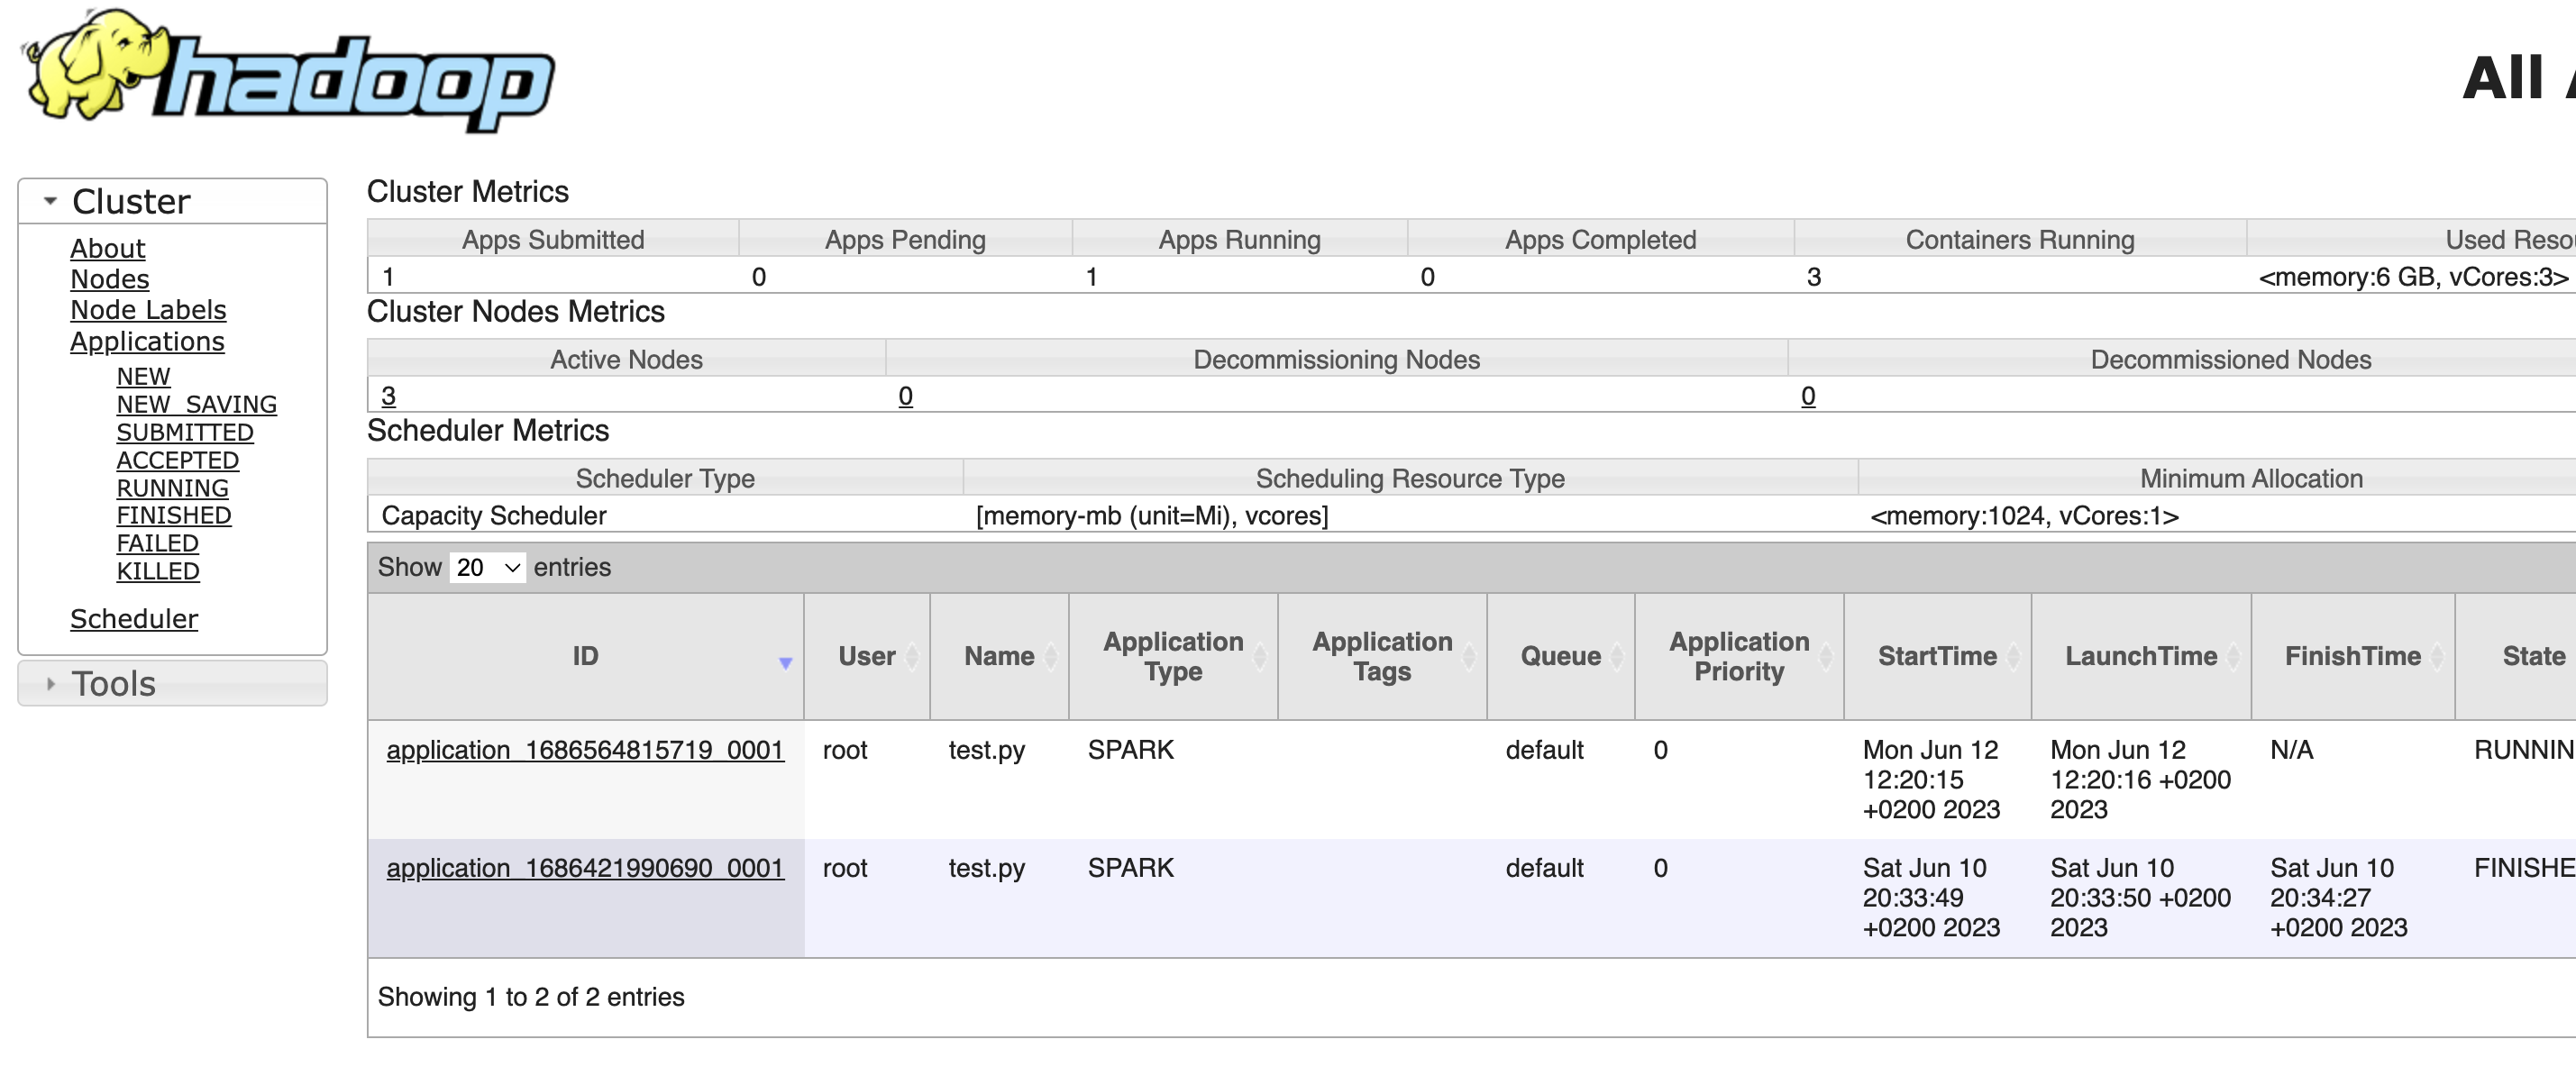 hadoop
All
Cluster
About
Nodes
Node Labels
Applications
NEW
NEW_SAVING
SUBMITTED
ACCEPTED
RUNNING
FINISHED
FAILED
KILLED
Scheduler
Tools
Cluster Metrics
Apps Submitted Apps Pending Apps Running Apps Completed Containers Running Used Resou
1 0 1 0 3 <memory:6 GB, vCores:3>
Cluster Nodes Metrics
Active Nodes Decommissioning Nodes Decommissioned Nodes
3 0 0
Scheduler Metrics
Scheduler Type Scheduling Resource Type Minimum Allocation
Capacity Scheduler [memory-mb (unit=Mi), vcores] <memory:1024, vCores:1>
Show 20 entries
ID User Name Application Type Application Tags Queue Application Priority StartTime LaunchTime FinishTime State
application_1686564815719_0001 root test.py SPARK default 0 Mon Jun 12 12:20:15 +0200 2023 Mon Jun 12 12:20:16 +0200 2023 N/A RUNNIN
application_1686421990690_0001 root test.py SPARK default 0 Sat Jun 10 20:33:49 +0200 2023 Sat Jun 10 20:33:50 +0200 2023 Sat Jun 10 20:34:27 +0200 2023 FINISHE
Showing 1 to 2 of 2 entries